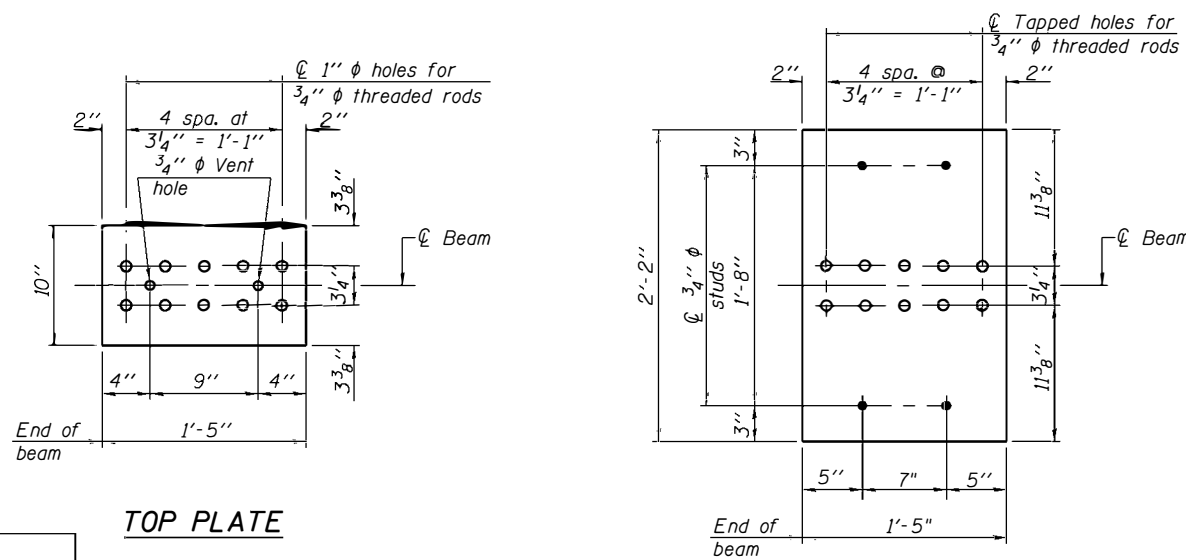 ℄ 1'' ϕ holes for
3/4'' ϕ threaded rods
2''
4 spa. at
3 1/4'' = 1'-1''
2''
3/4'' ϕ Vent
hole
3 3/8''
10''
℄ Beam
3 1/4''
3 3/8''
4''
9''
4''
End of
beam
1'-5''
TOP PLATE
℄ Tapped holes for
3/4'' ϕ threaded rods
2''
4 spa. @
3 1/4'' = 1'-1''
2''
3''
11 3/8''
2'-2''
℄ 3/4'' ϕ
studs
1'-8''
℄ Beam
3 1/4''
11 3/8''
3''
5''
7"
5''
End of
beam
1'-5"